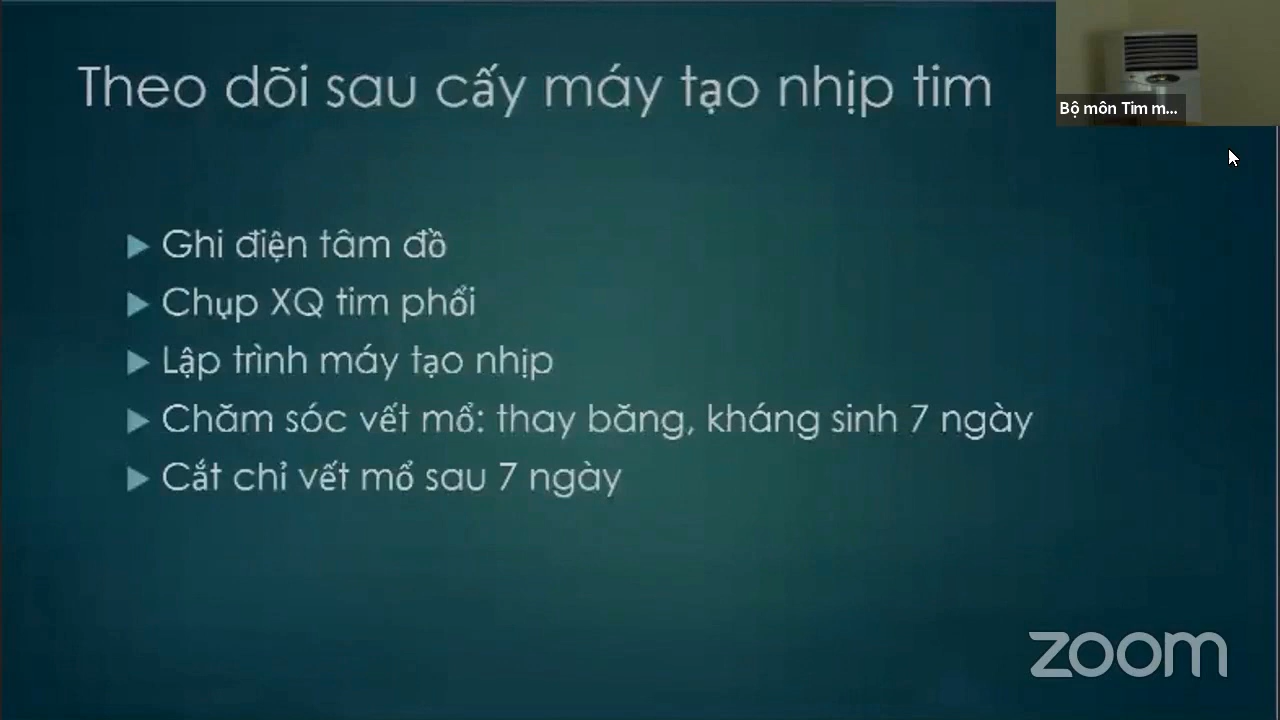 Theo dõi sau cấy máy tạo nhịp tim
Bộ môn Tim m...
Ghi điện tâm đồ
Chụp XQ tim phổi
Lập trình máy tạo nhịp
Chăm sóc vết mổ: thay băng, kháng sinh 7 ngày
Cắt chỉ vết mổ sau 7 ngày
zoom